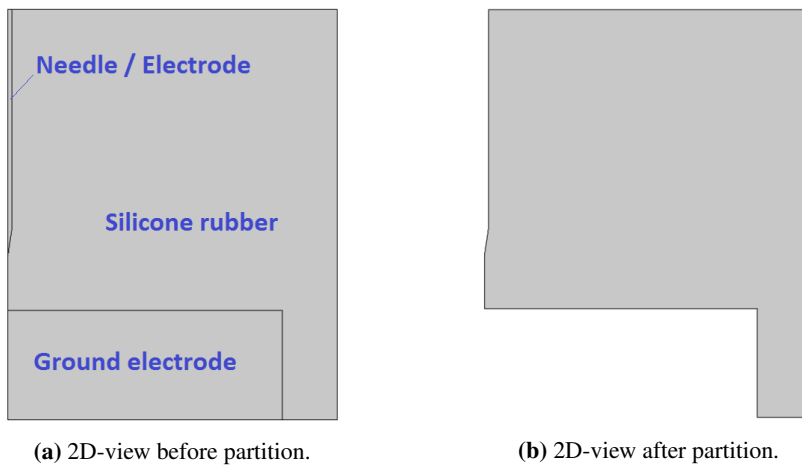 Needle / Electrode
Silicone rubber
Ground electrode
(a) 2D-view before partition.
(b) 2D-view after partition.